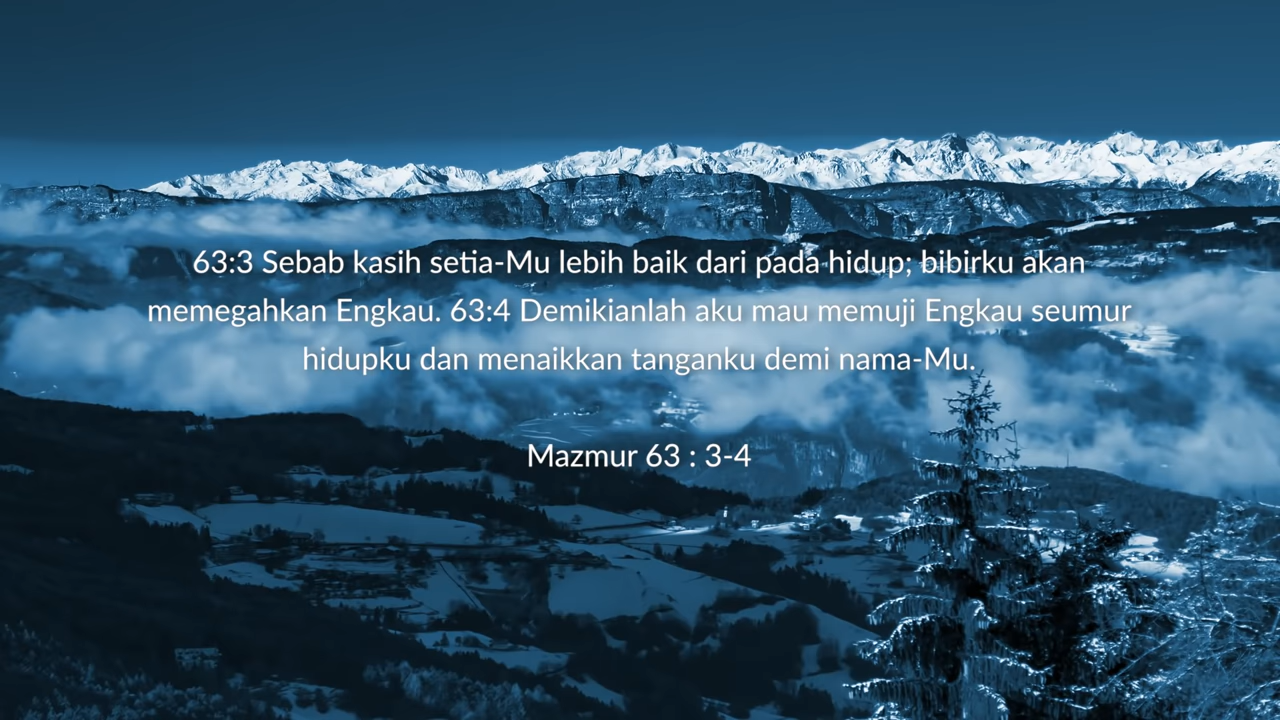 63:3 Sebab kasih setia-Mu lebih baik dari pada hidup; bibirku akan
memegahkan Engkau. 63:4 Demikianlah aku mau memuji Engkau seumur
hidupku dan menaikkan tanganku demi nama-Mu.
Mazmur 63 : 3-4